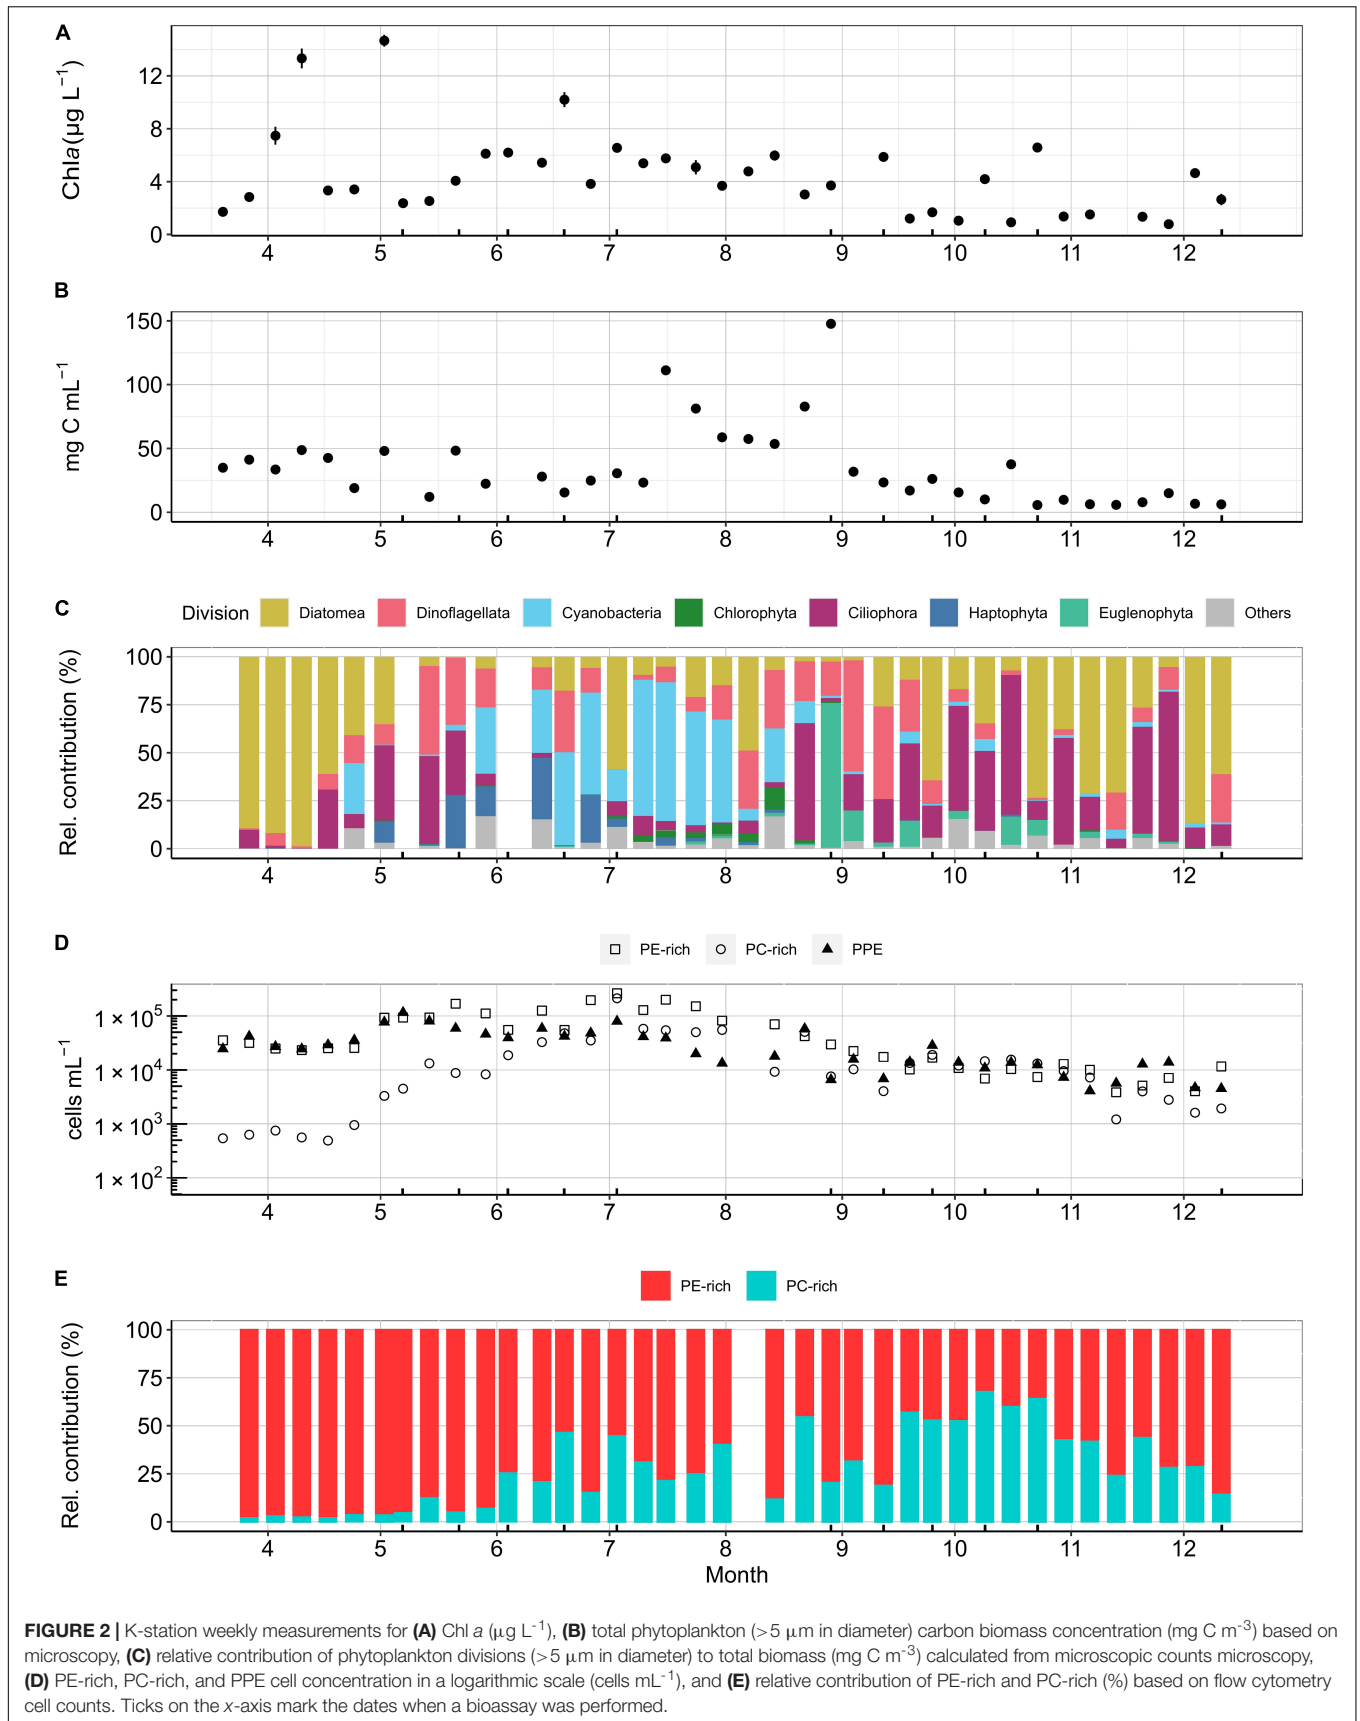 A
Chl a (µg L⁻¹)
12
8
4
0
4 5 6 7 8 9 10 11 12
B
mg C mL⁻¹
150
100
50
0
4 5 6 7 8 9 10 11 12
C
Division Diatomea Dinoflagellata Cyanobacteria Chlorophyta Ciliophora Haptophyta Euglenophyta Others
Rel. contribution (%)
100
75
50
25
0
4 5 6 7 8 9 10 11 12
D
PE-rich PC-rich PPE
cells mL⁻¹
1 × 10⁵
1 × 10⁴
1 × 10³
1 × 10²
4 5 6 7 8 9 10 11 12
E
PE-rich PC-rich
Rel. contribution (%)
100
75
50
25
0
4 5 6 7 8 9 10 11 12
Month
FIGURE 2 | K-station weekly measurements for (A) Chl a (µg L⁻¹), (B) total phytoplankton (>5 µm in diameter) carbon biomass concentration (mg C m⁻³) based on
microscopy, (C) relative contribution of phytoplankton divisions (>5 µm in diameter) to total biomass (mg C m⁻³) calculated from microscopic counts microscopy,
(D) PE-rich, PC-rich, and PPE cell concentration in a logarithmic scale (cells mL⁻¹), and (E) relative contribution of PE-rich and PC-rich (%) based on flow cytometry
cell counts. Ticks on the x-axis mark the dates when a bioassay was performed.